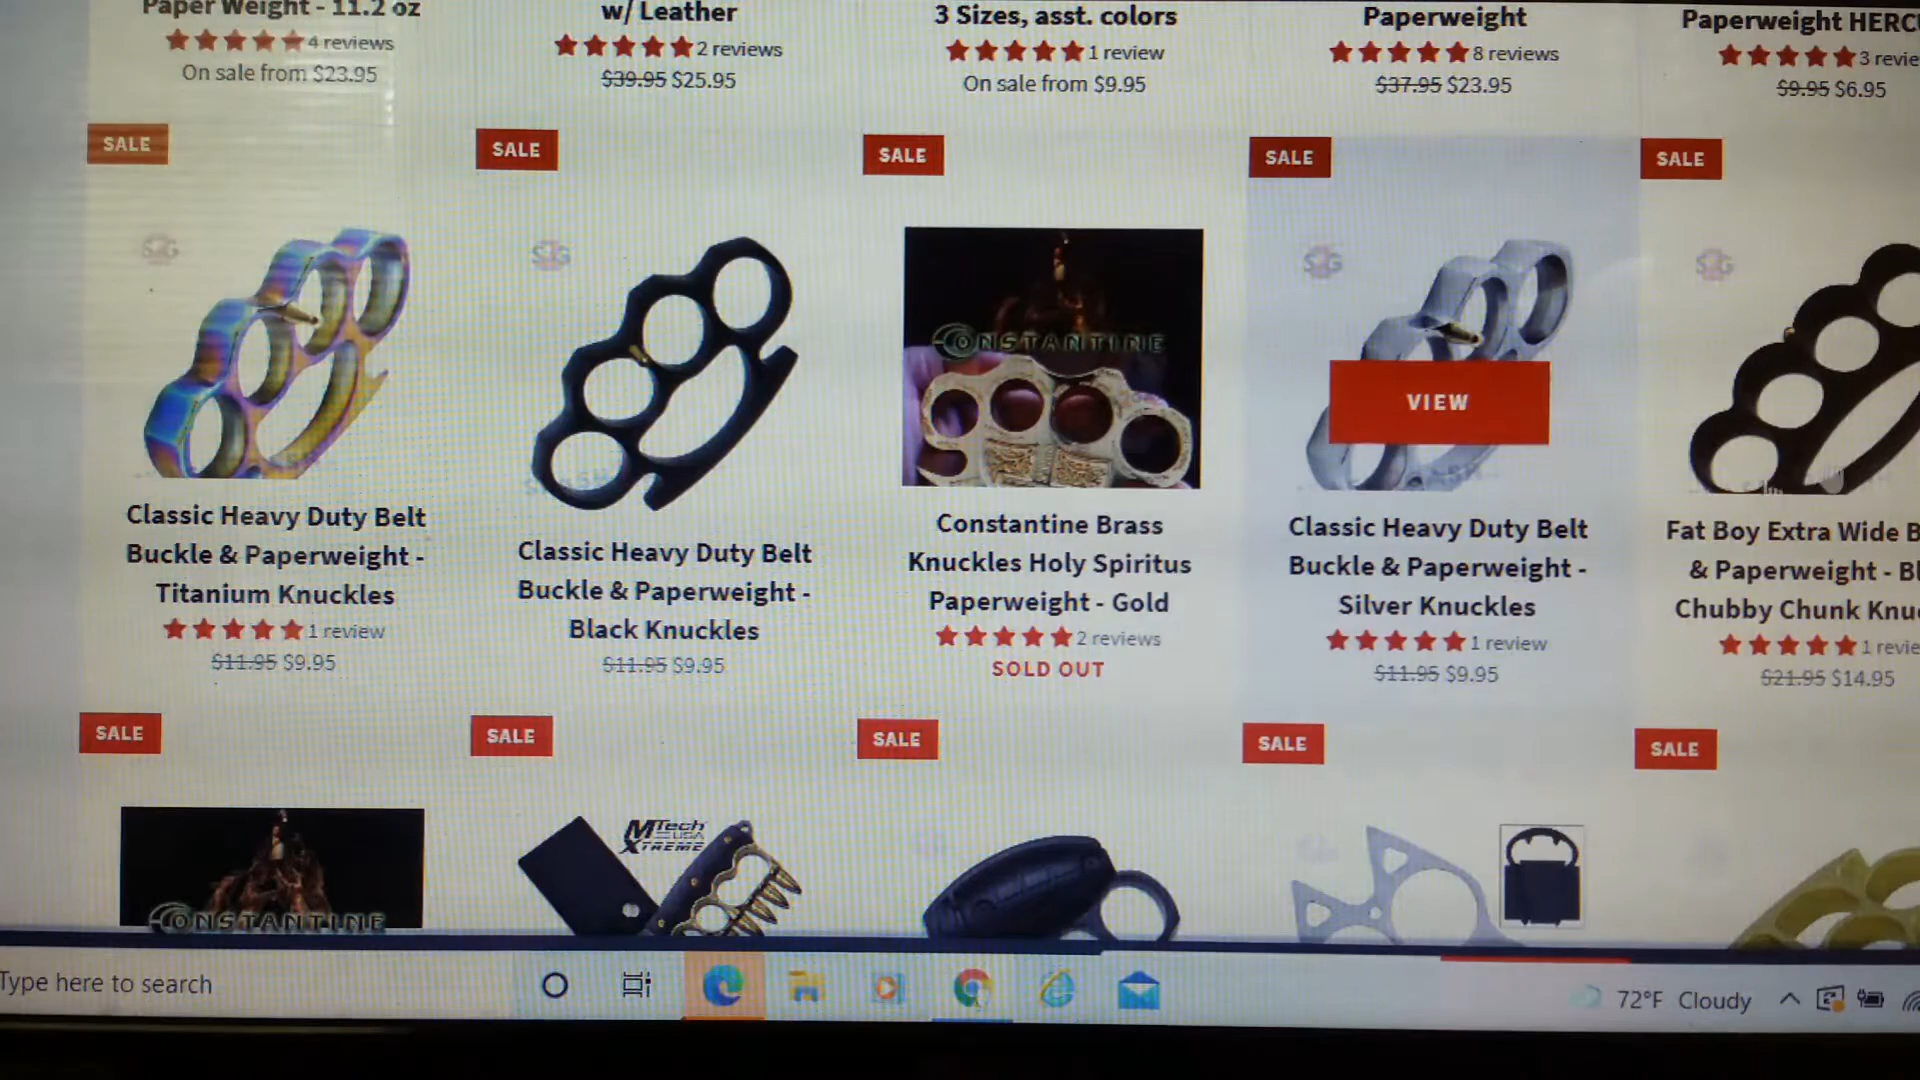 Paper Weight - 11.2 oz
4 reviews
On sale from $23.95
w/ Leather
2 reviews
$39.95 $25.95
3 Sizes, asst. colors
1 review
On sale from $9.95
Paperweight
8 reviews
$37.95 $23.95
Paperweight HERCU
3 revie
$9.95 $6.95
SALE
SALE
SALE
SALE
SALE
CONSTANTINE
VIEW
Classic Heavy Duty Belt
Buckle & Paperweight -
Titanium Knuckles
1 review
$11.95 $9.95
Classic Heavy Duty Belt
Buckle & Paperweight -
Black Knuckles
$11.95 $9.95
Constantine Brass
Knuckles Holy Spiritus
Paperweight - Gold
2 reviews
SOLD OUT
Classic Heavy Duty Belt
Buckle & Paperweight -
Silver Knuckles
1 review
$11.95 $9.95
Fat Boy Extra Wide B
& Paperweight - Bl
Chubby Chunk Knu
1 revie
$21.95 $14.95
SALE
SALE
SALE
SALE
SALE
CONSTANTINE
MTech
USA
XTREME
Type here to search
72°F Cloudy